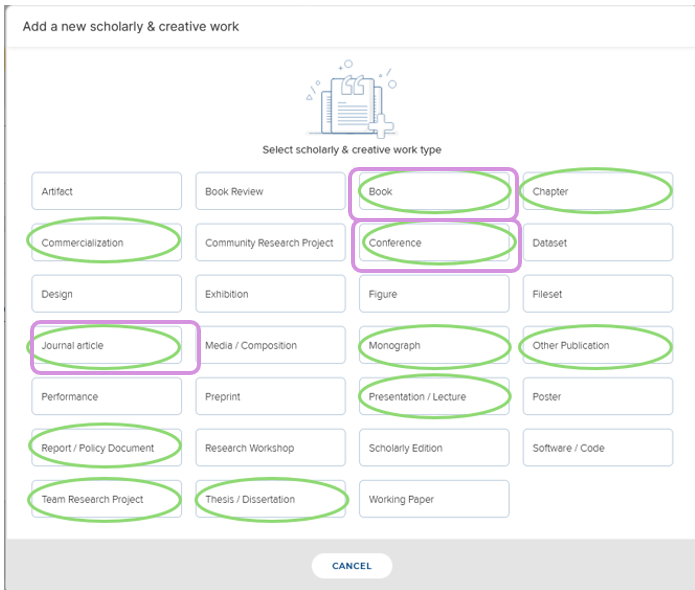 Add a new scholarly & creative work
Select scholarly & creative work type
Artifact
Book Review
Book
Chapter
Commercialization
Community Research Project
Conference
Dataset
Design
Exhibition
Figure
Fileset
Journal article
Media / Composition
Monograph
Other Publication
Performance
Preprint
Presentation / Lecture
Poster
Report / Policy Document
Research Workshop
Scholarly Edition
Software / Code
Team Research Project
Thesis / Dissertation
Working Paper
CANCEL